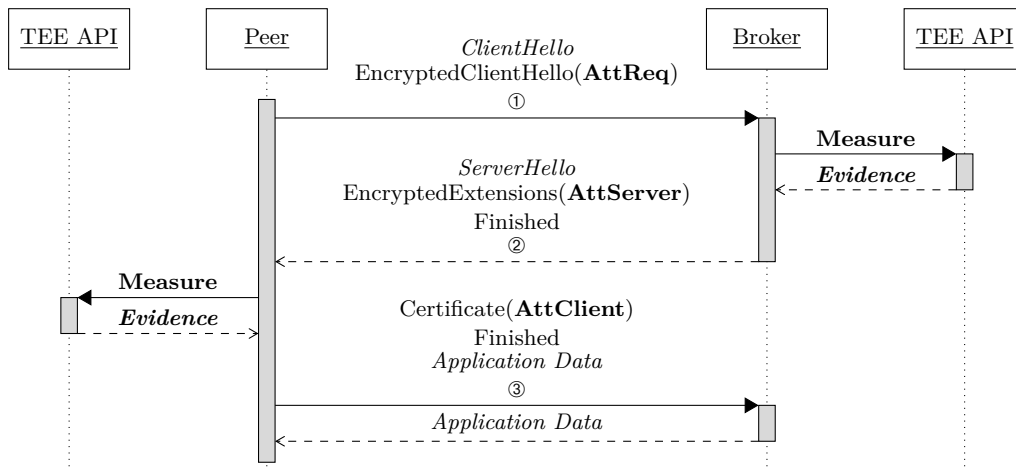 TEE API
Peer
Broker
TEE API
ClientHello
EncryptedClientHello(AttReq)
①
Measure
Evidence
ServerHello
EncryptedExtensions(AttServer)
Finished
②
Measure
Evidence
Certificate(AttClient)
Finished
Application Data
③
Application Data